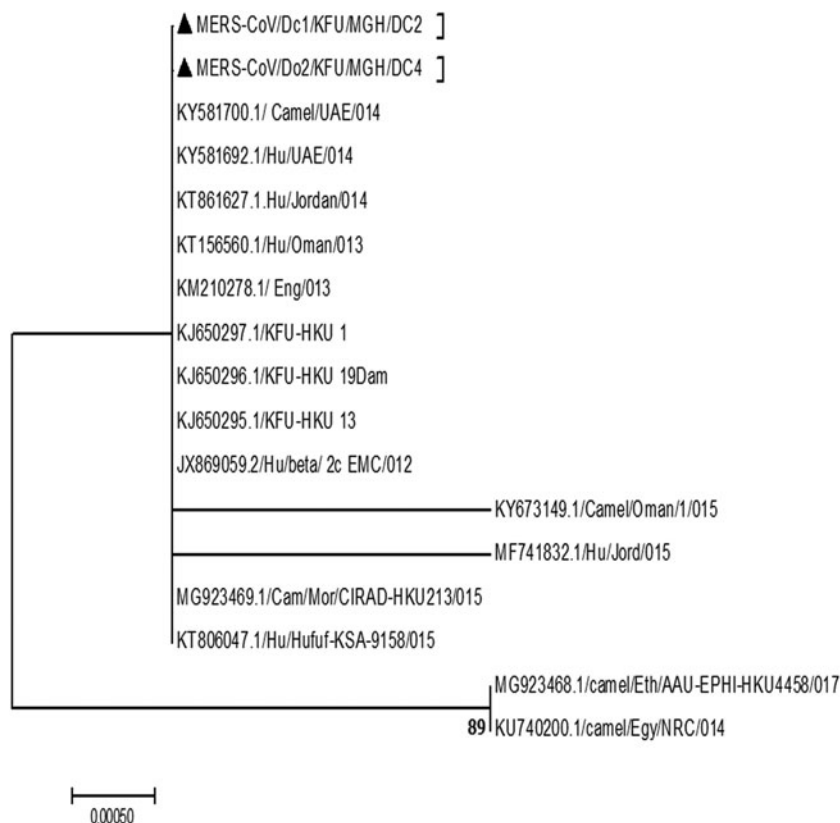 MERS-CoV/Dc1/KFU/MGH/DC2
MERS-CoV/Do2/KFU/MGH/DC4
KY581700.1/ Camel/UAE/014
KY581692.1/Hu/UAE/014
KT861627.1.Hu/Jordan/014
KT156560.1/Hu/Oman/013
KM210278.1/ Eng/013
KJ650297.1/KFU-HKU 1
KJ650296.1/KFU-HKU 19Dam
KJ650295.1/KFU-HKU 13
JX869059.2/Hu/beta/ 2c EMC/012
KY673149.1/Camel/Oman/1/015
MF741832.1/Hu/Jord/015
MG923469.1/Cam/Mor/CIRAD-HKU213/015
KT806047.1/Hu/Hufuf-KSA-9158/015
MG923468.1/camel/Eth/AAU-EPHI-HKU4458/017
89 KU740200.1/camel/Egy/NRC/014
0.00050